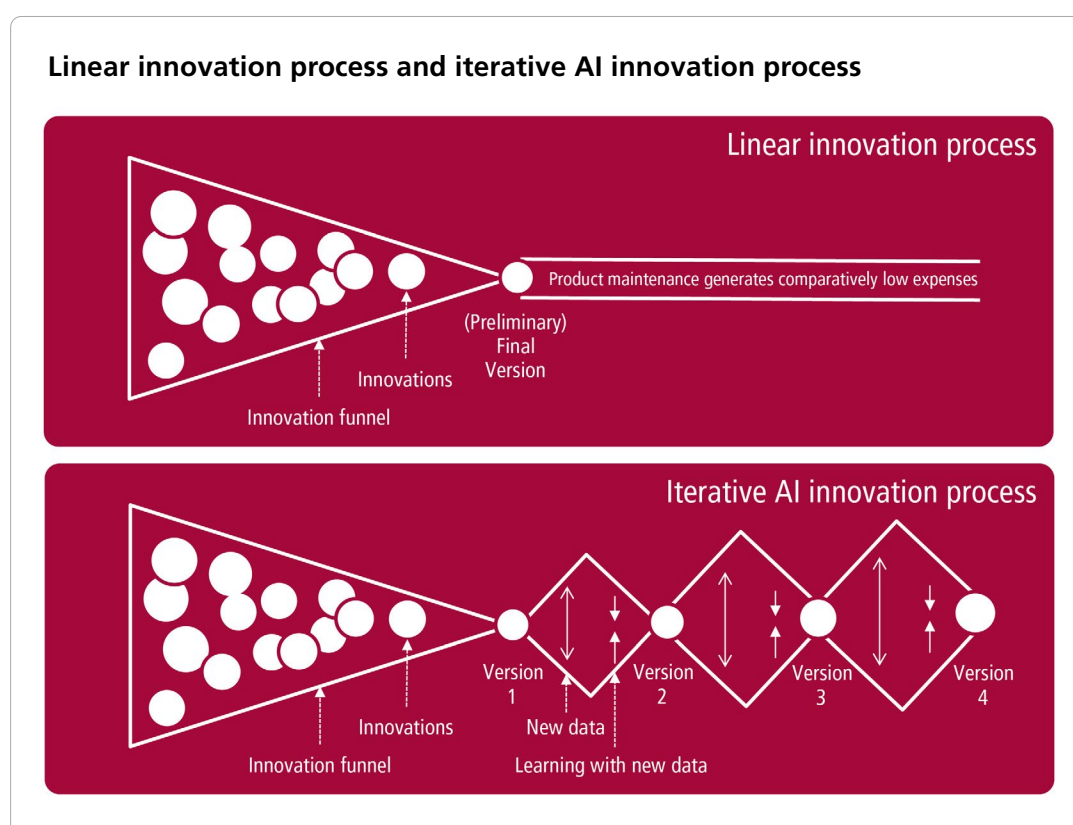 Linear innovation process and iterative AI innovation process
Linear innovation process
Product maintenance generates comparatively low expenses
(Preliminary)
Final
Version
Innovations
Innovation funnel
Iterative AI innovation process
Version
1
Version
2
Version
3
Version
4
Innovations
New data
Innovation funnel
Learning with new data